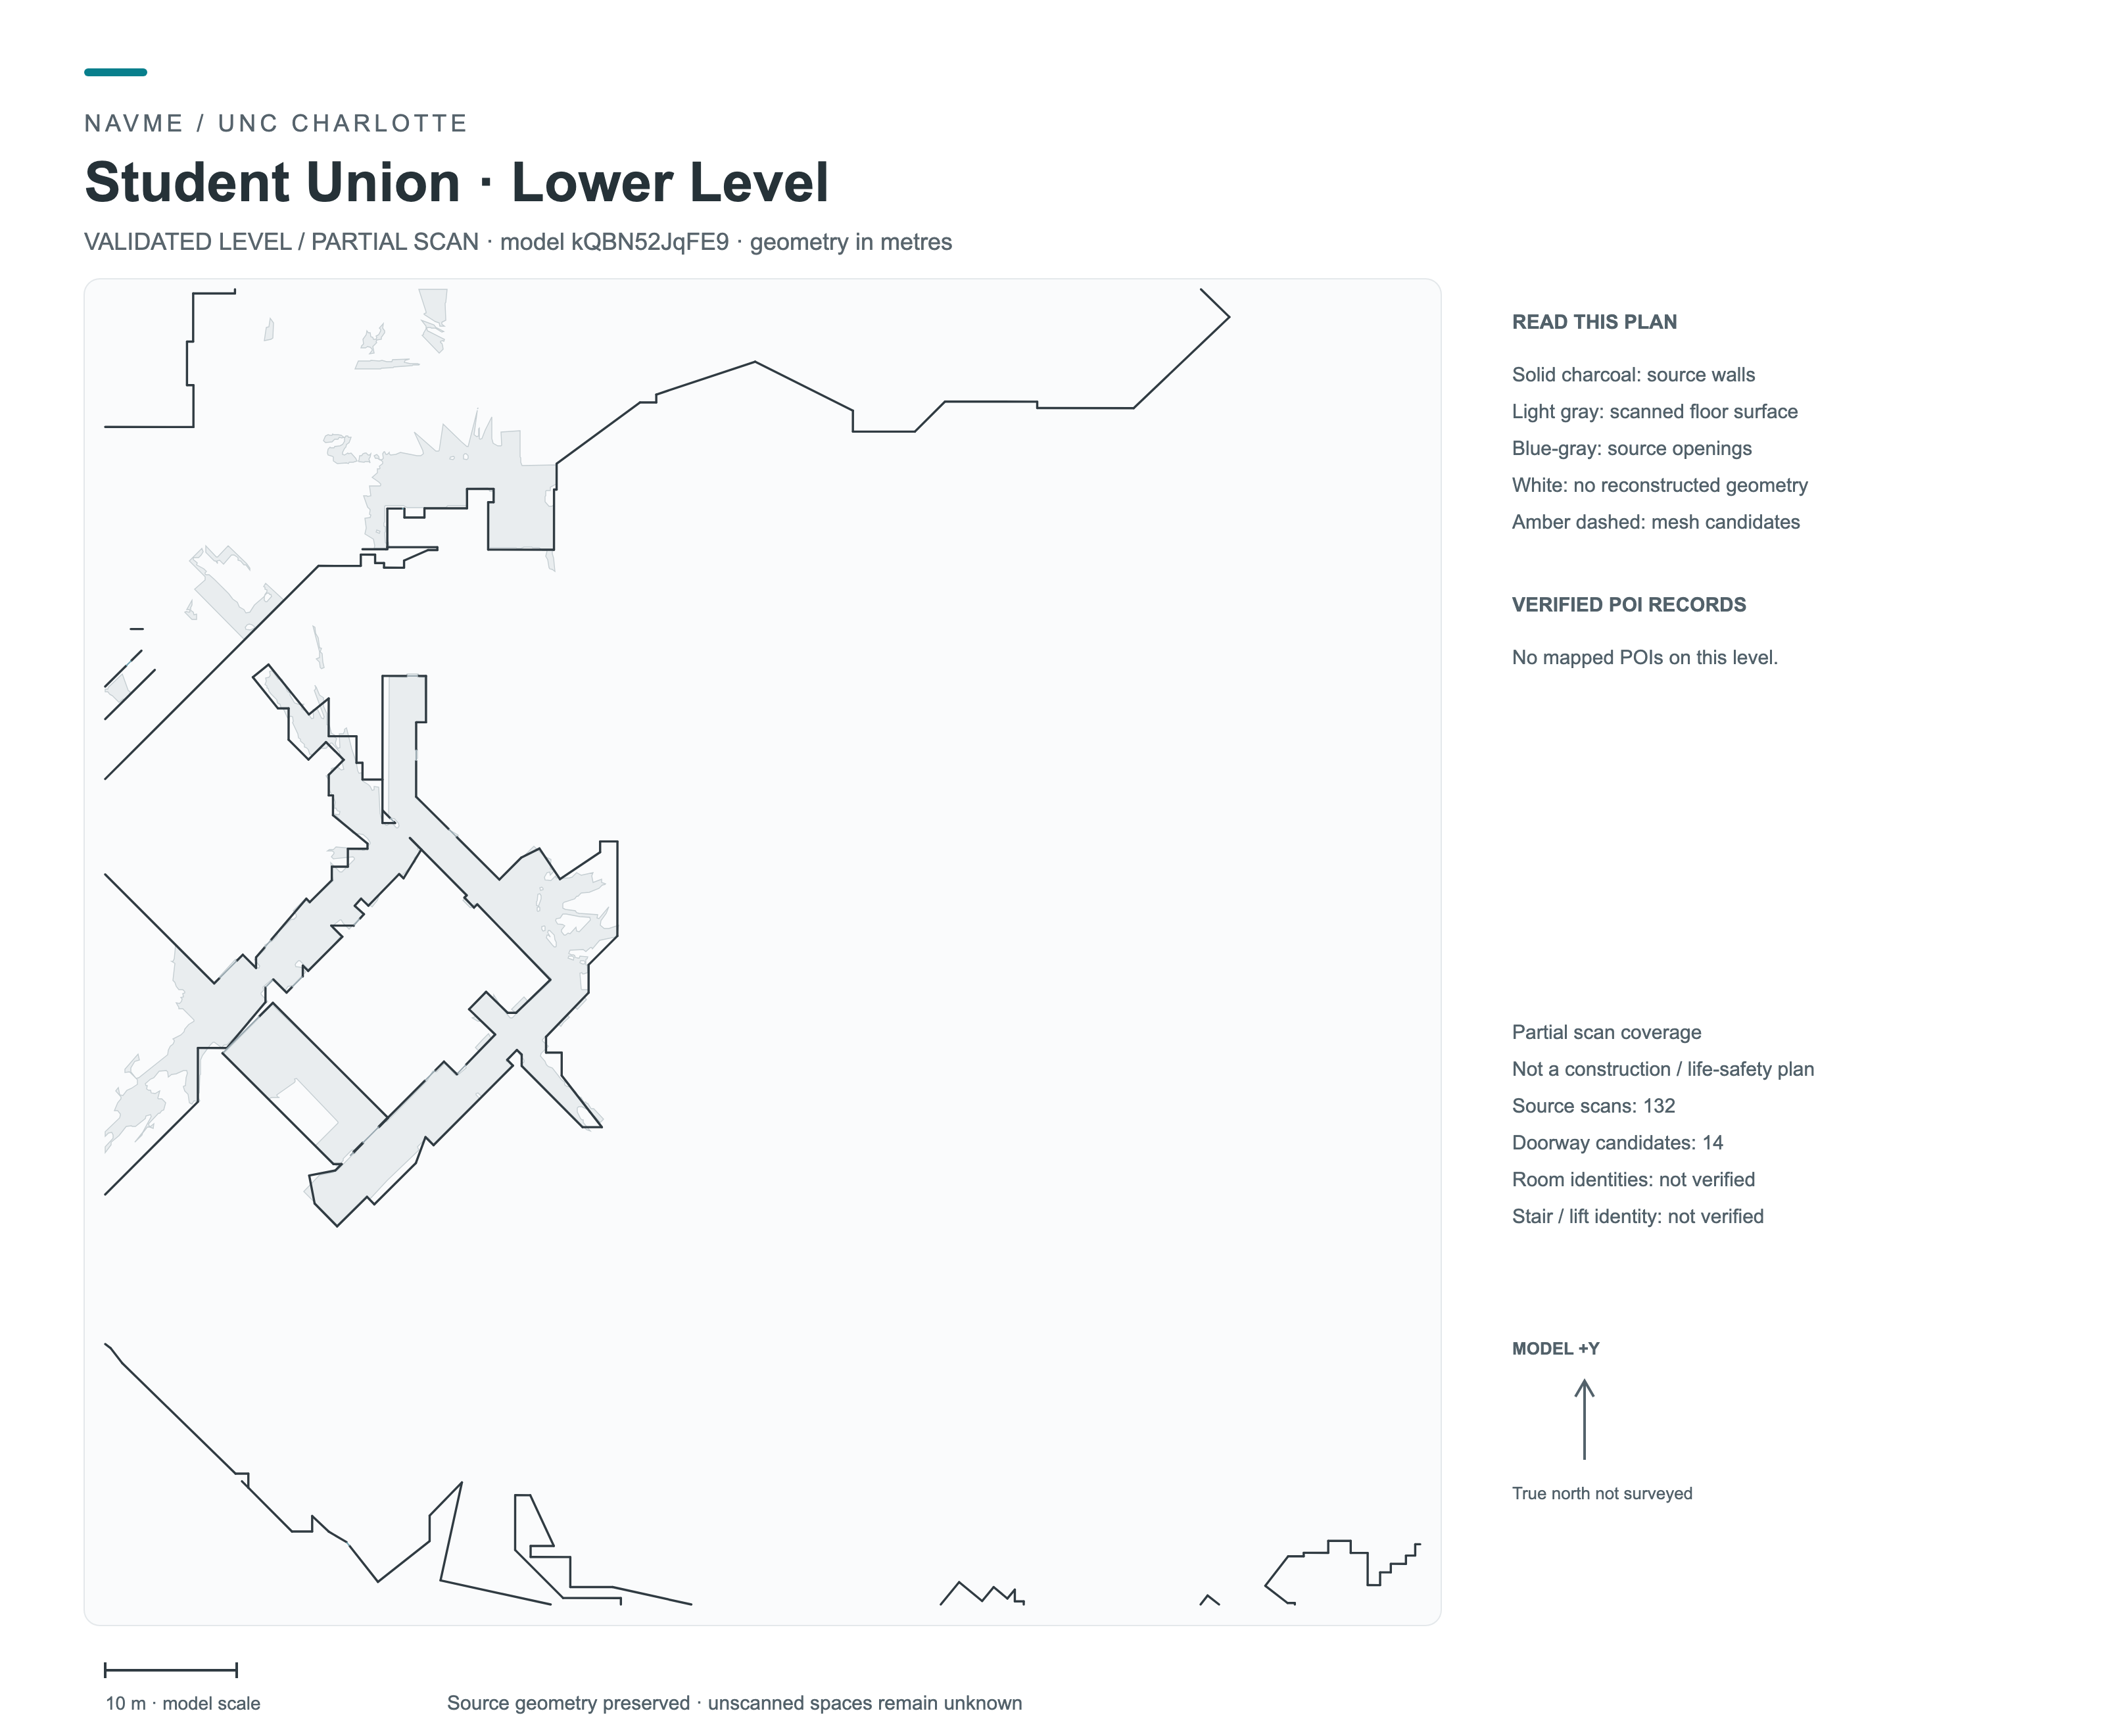 NAVME / UNC CHARLOTTE
Student Union · Lower Level
VALIDATED LEVEL / PARTIAL SCAN · model kQBN52JqFE9 · geometry in metres
READ THIS PLAN
Solid charcoal: source walls
Light gray: scanned floor surface
Blue-gray: source openings
White: no reconstructed geometry
Amber dashed: mesh candidates
VERIFIED POI RECORDS
No mapped POIs on this level.
Partial scan coverage
Not a construction / life-safety plan
Source scans: 132
Doorway candidates: 14
Room identities: not verified
Stair / lift identity: not verified
MODEL +Y
True north not surveyed
10 m · model scale
Source geometry preserved · unscanned spaces remain unknown